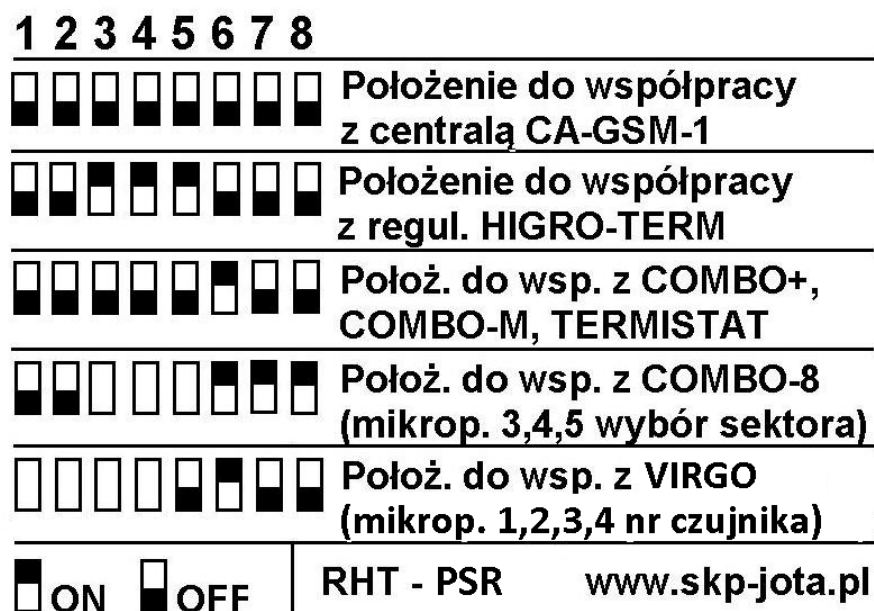 1 2 3 4 5 6 7 8
Położenie do współpracy
z centralą CA-GSM-1
Położenie do współpracy
z regul. HIGRO-TERM
Położ. do wsp. z COMBO+,
COMBO-M, TERMISTAT
Położ. do wsp. z COMBO-8
(mikrop. 3,4,5 wybór sektora)
Położ. do wsp. z VIRGO
(mikrop. 1,2,3,4 nr czujnika)
ON OFF RHT - PSR www.skp-jota.pl